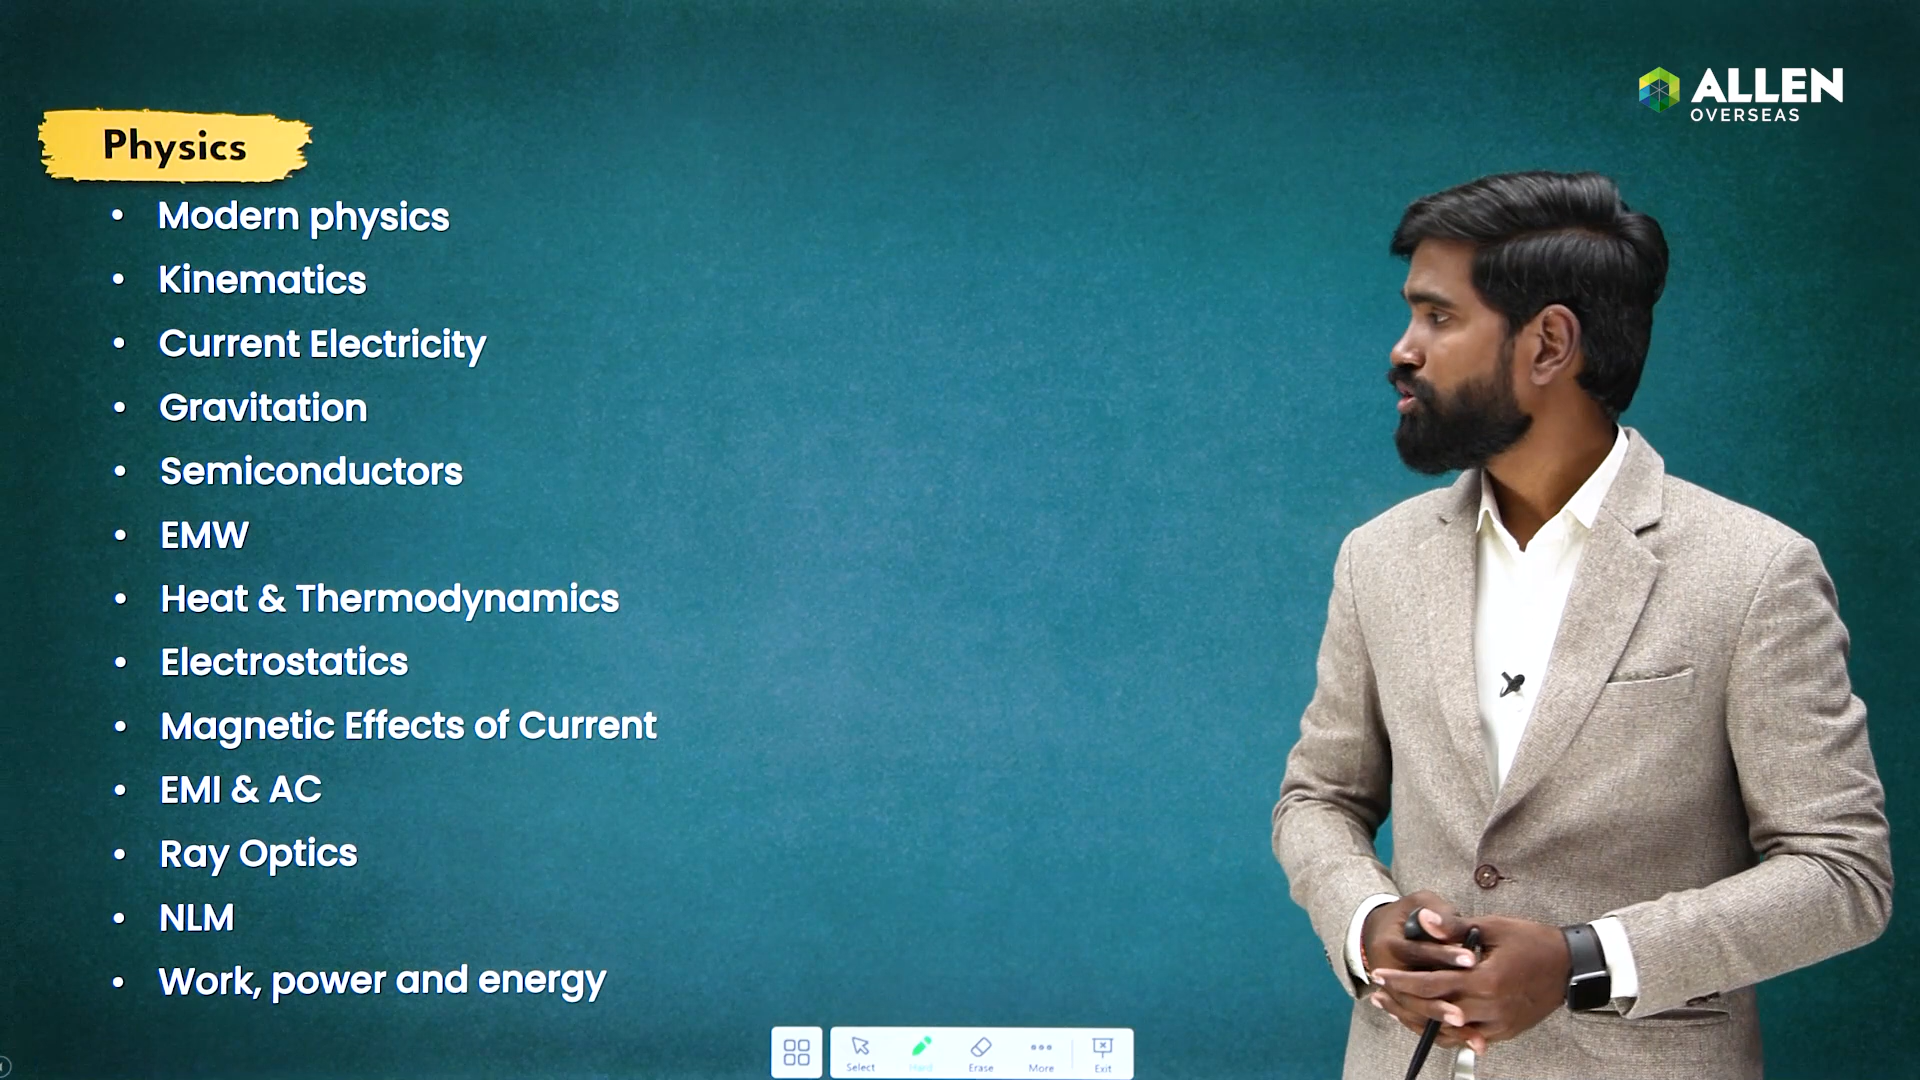 ALLEN
OVERSEAS
Physics
• Modern physics
• Kinematics
• Current Electricity
• Gravitation
• Semiconductors
• EMW
• Heat & Thermodynamics
• Electrostatics
• Magnetic Effects of Current
• EMI & AC
• Ray Optics
• NLM
• Work, power and energy
Select
Erase
More
Exit